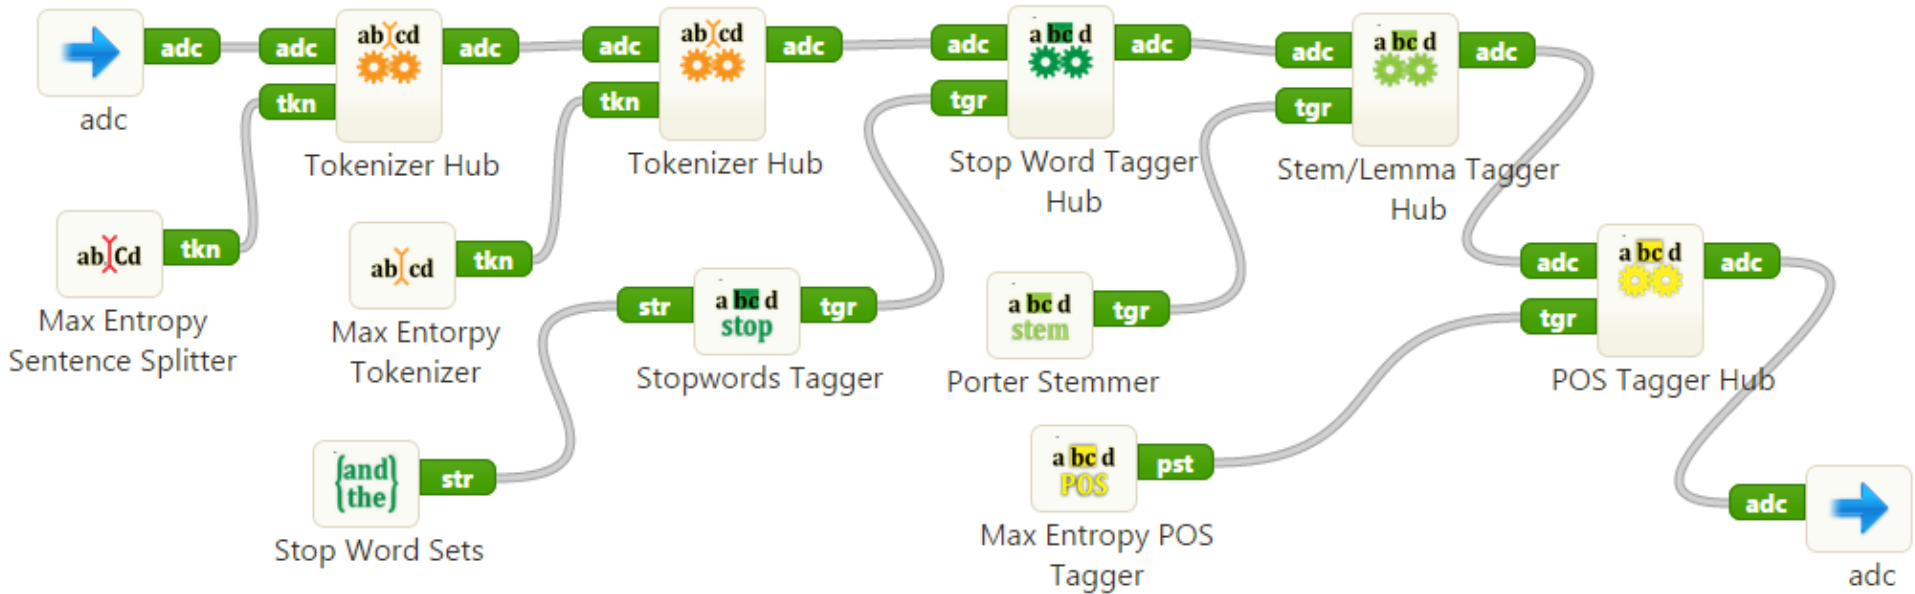 adc
adc
ab cd
adc
adc
ab cd
adc
adc
a bc d
adc
adc
a bc d
adc
tkn
tkn
tgr
tgr
adc
Tokenizer Hub
Tokenizer Hub
Stop Word Tagger
Hub
Stem/Lemma Tagger
Hub
ab Cd
tkn
Max Entropy
Sentence Splitter
ab cd
tkn
Max Entorpy
Tokenizer
str
a bc d
stop
tgr
Stopwords Tagger
a bc d
stem
tgr
Porter Stemmer
adc
a bc d
adc
tgr
POS Tagger Hub
{and
the}
str
Stop Word Sets
a bc d
POS
pst
Max Entropy POS
Tagger
adc
adc